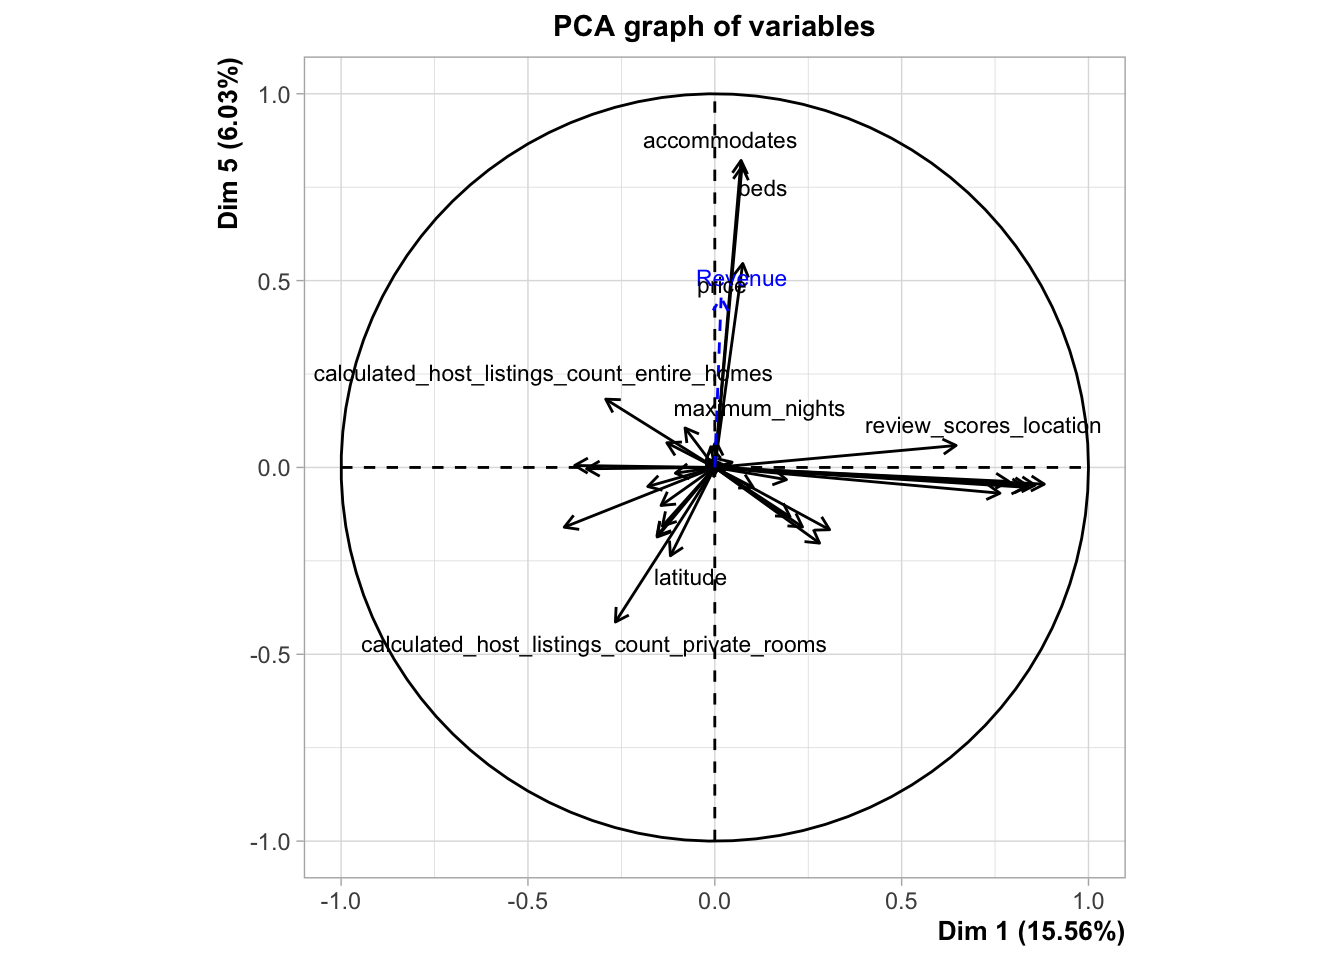 PCA graph of variables
Dim 5 (6.03%)
1.0
0.5
0.0
-0.5
-1.0
accommodates
beds
Revenue
price
calculated_host_listings_count_entire_homes
maximum_nights
review_scores_location
latitude
calculated_host_listings_count_private_rooms
-1.0
-0.5
0.0
0.5
1.0
Dim 1 (15.56%)